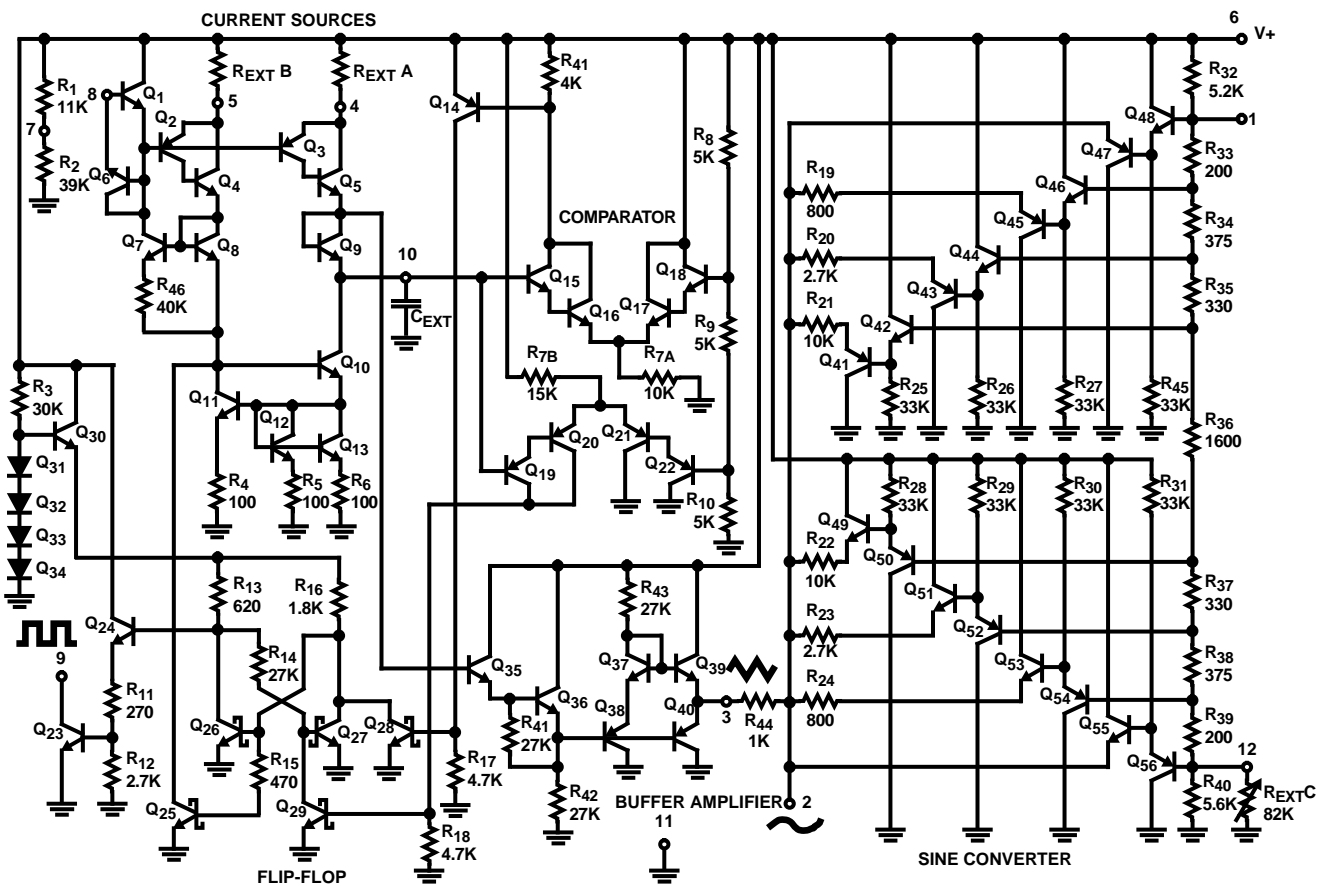 CURRENT SOURCES
6
V+
R1
11K
8
Q1
REXT B
5
REXT A
4
R41
4K
Q14
R32
5.2K
Q48
1
7
R2
39K
Q2
Q3
R8
5K
Q47
R33
200
Q6
Q4
Q5
R19
800
Q46
R34
375
COMPARATOR
Q45
Q7
Q8
Q9
10
R20
2.7K
Q44
R46
40K
CEXT
Q15
Q16
Q17
Q18
R21
10K
Q43
R35
330
Q42
R9
5K
R3
30K
Q10
R7B
15K
R7A
10K
Q41
R25
33K
R26
33K
R27
33K
R45
33K
R36
1600
Q30
Q11
Q12
Q13
Q20
Q21
Q31
Q32
Q33
Q34
R4
100
R5
100
R6
100
Q19
Q22
R10
5K
R28
33K
R29
33K
R30
33K
R31
33K
Q49
Q50
R22
10K
R13
620
R16
1.8K
R43
27K
Q51
R37
330
Q24
9
R14
27K
R23
2.7K
Q52
Q35
Q37
Q39
Q53
R38
375
R11
270
Q36
R24
800
Q54
Q23
Q26
Q27
Q28
R41
27K
Q38
Q40
3
R44
1K
Q55
R39
200
12
R12
2.7K
R15
470
R17
4.7K
Q56
Q25
Q29
R42
27K
BUFFER AMPLIFIER
2
R40
5.6K
REXTC
82K
R18
4.7K
11
FLIP-FLOP
SINE CONVERTER